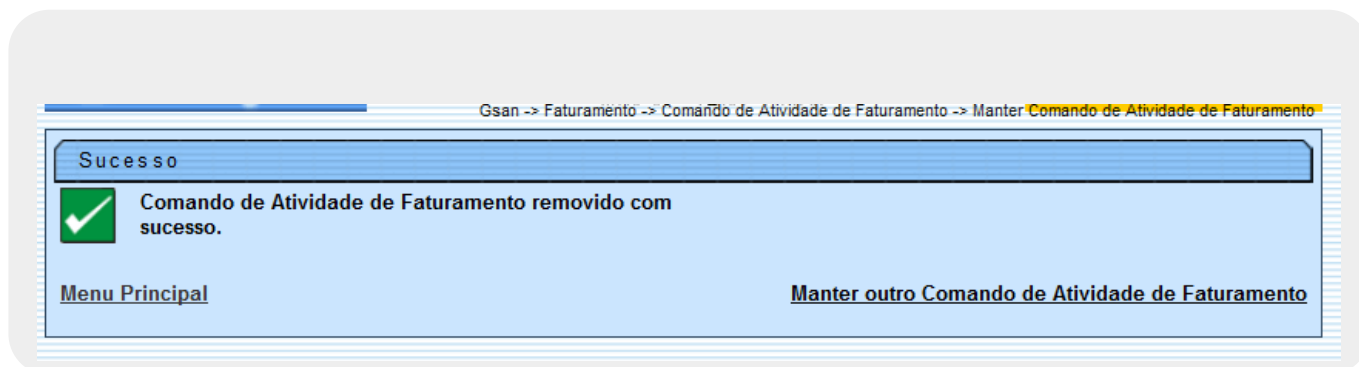 Gsan -> Faturamento -> Comando de Atividade de Faturamento -> Manter Comando de Atividade de Faturamento
Sucesso
Comando de Atividade de Faturamento removido com
sucesso.
Menu Principal
Manter outro Comando de Atividade de Faturamento